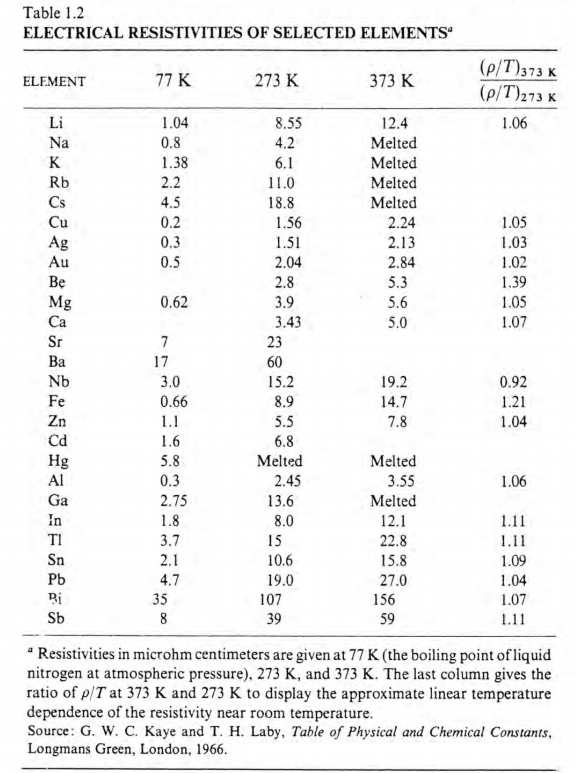 Table 1.2
ELECTRICAL RESISTIVITIES OF SELECTED ELEMENTSᵃ
ELEMENT 77 K 273 K 373 K (ρ/T)373 K / (ρ/T)273 K
Li 1.04 8.55 12.4 1.06
Na 0.8 4.2 Melted
K 1.38 6.1 Melted
Rb 2.2 11.0 Melted
Cs 4.5 18.8 Melted
Cu 0.2 1.56 2.24 1.05
Ag 0.3 1.51 2.13 1.03
Au 0.5 2.04 2.84 1.02
Be 2.8 5.3 1.39
Mg 0.62 3.9 5.6 1.05
Ca 3.43 5.0 1.07
Sr 7 23
Ba 17 60
Nb 3.0 15.2 19.2 0.92
Fe 0.66 8.9 14.7 1.21
Zn 1.1 5.5 7.8 1.04
Cd 1.6 6.8
Hg 5.8 Melted Melted
Al 0.3 2.45 3.55 1.06
Ga 2.75 13.6 Melted
In 1.8 8.0 12.1 1.11
Tl 3.7 15 22.8 1.11
Sn 2.1 10.6 15.8 1.09
Pb 4.7 19.0 27.0 1.04
Bi 35 107 156 1.07
Sb 8 39 59 1.11
ᵃ Resistivities in microhm centimeters are given at 77 K (the boiling point of liquid
nitrogen at atmospheric pressure), 273 K, and 373 K. The last column gives the
ratio of ρ/T at 373 K and 273 K to display the approximate linear temperature
dependence of the resistivity near room temperature.
Source: G. W. C. Kaye and T. H. Laby, Table of Physical and Chemical Constants,
Longmans Green, London, 1966.